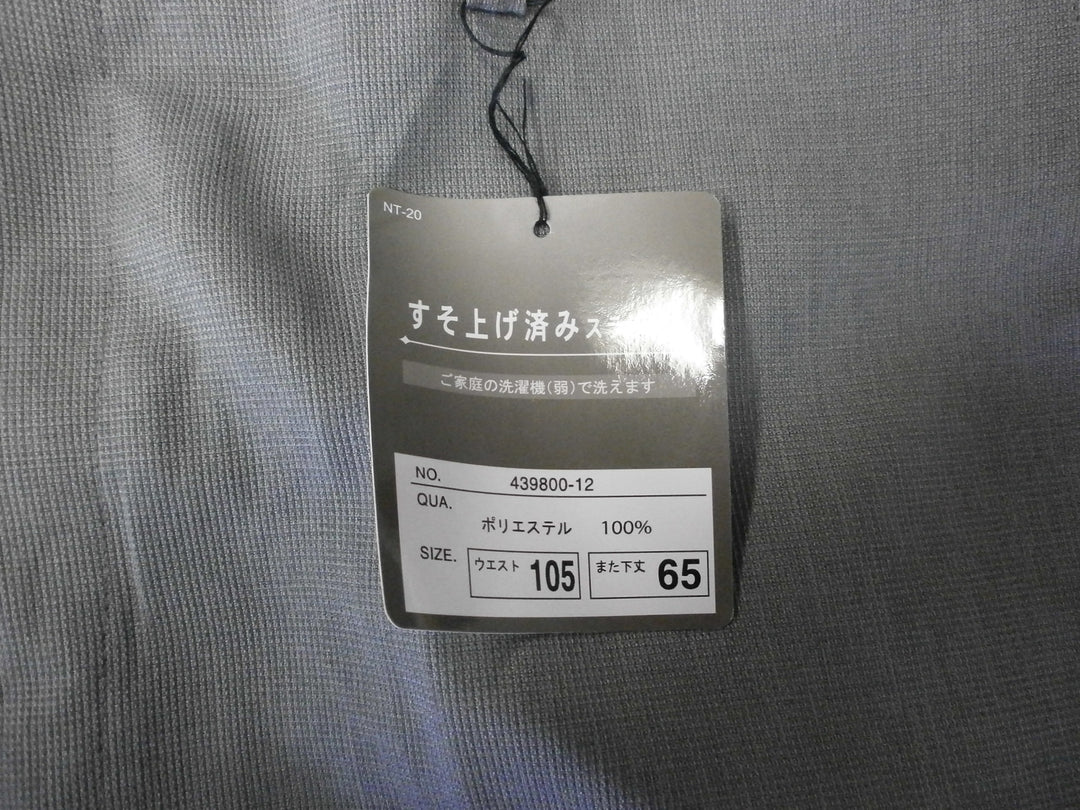 NT-20
すそ上げ済み
ご家庭の洗濯機(弱)で洗えます
NO. 439800-12
QUA.
ポリエステル 100%
SIZE. ウエスト 105 また下丈 65